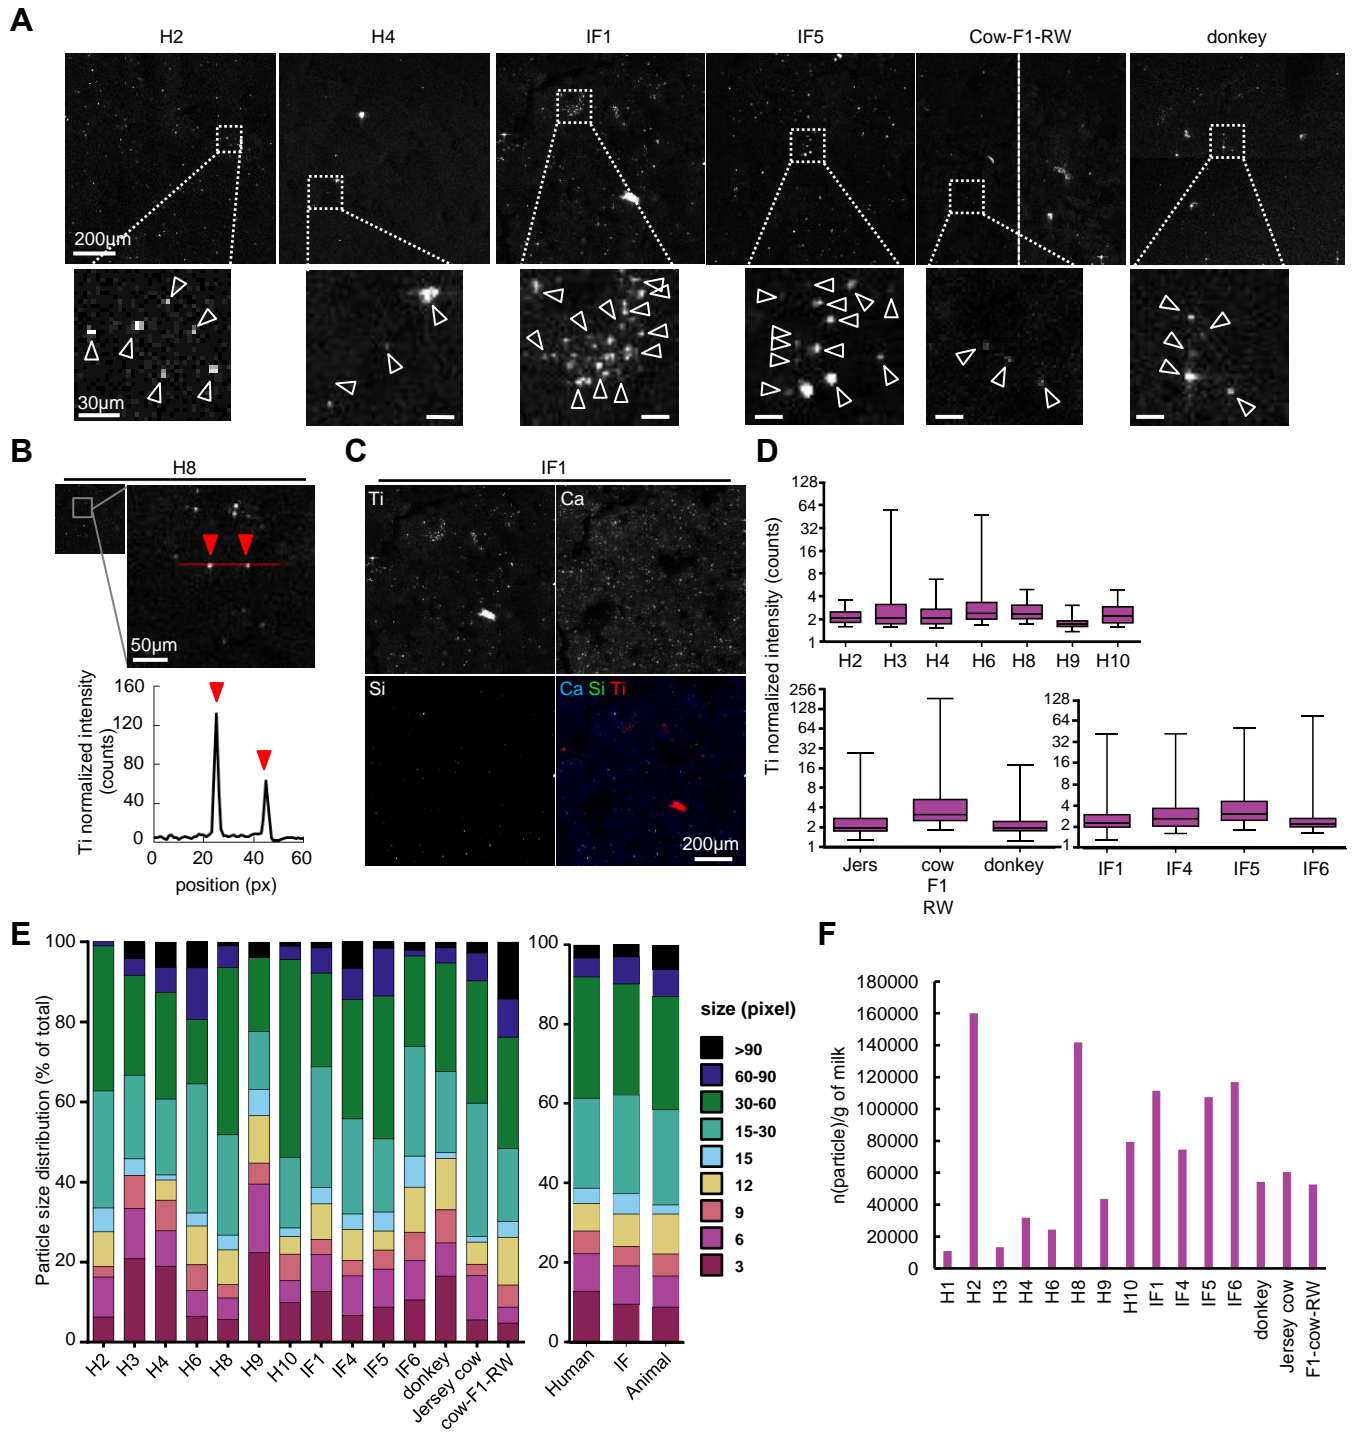 A
H2 H4 IF1 IF5 Cow-F1-RW donkey
200µm
30µm
B
H8
50µm
Ti normalized intensity
(counts)
160
120
80
40
0
0 20 40 60
position (px)
C
IF1
Ti Ca
Si Ca Si Ti
200µm
D
Ti normalized intensity (counts)
128
64
32
16
8
4
2
1
H2 H3 H4 H6 H8 H9 H10
256
128
64
32
16
8
4
2
1
Jers cow F1 RW donkey
128
64
32
16
8
4
2
1
IF1 IF4 IF5 IF6
E
Particle size distribution (% of total)
100
80
60
40
20
0
H2 H3 H4 H6 H8 H9 H10 IF1 IF4 IF5 IF6 donkey Jersey cow cow-F1-RW
100
80
60
40
20
0
Human IF Animal
size (pixel)
>90
60-90
30-60
15-30
15
12
9
6
3
F
n(particle)/g of milk
180000
160000
140000
120000
100000
80000
60000
40000
20000
0
H1 H2 H3 H4 H6 H8 H9 H10 IF1 IF4 IF5 IF6 donkey Jersey cow F1-cow-RW